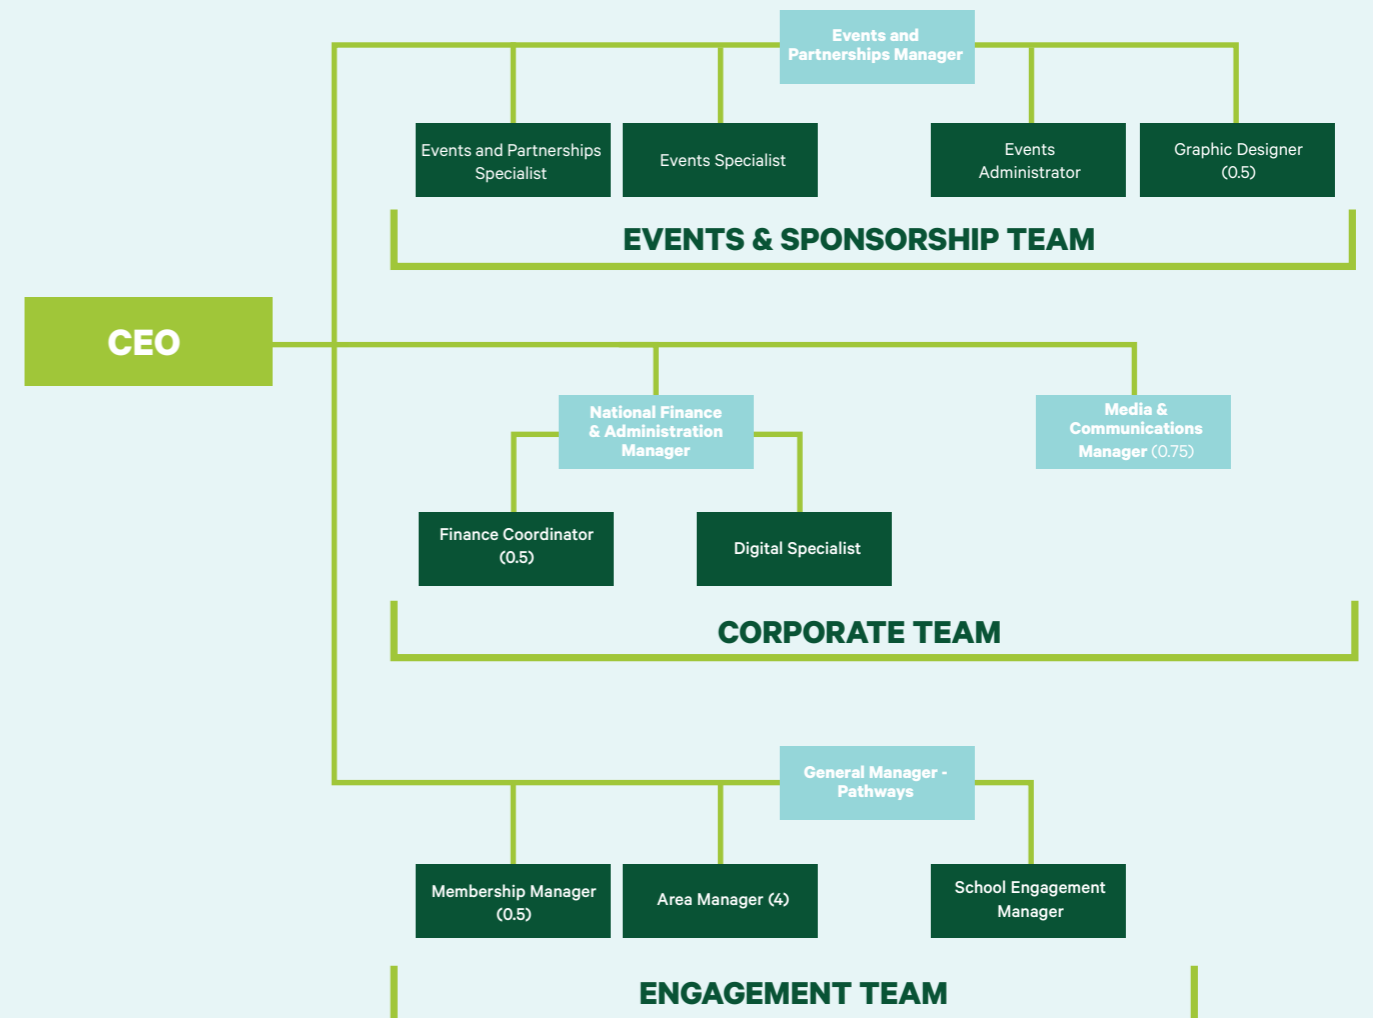 Events and
Partnerships Manager
Events and Partnerships
Specialist
Events Specialist
Events
Administrator
Graphic Designer
(0.5)
EVENTS & SPONSORSHIP TEAM
CEO
National Finance
& Administration
Manager
Media &
Communications
Manager (0.75)
Finance Coordinator
(0.5)
Digital Specialist
CORPORATE TEAM
General Manager -
Pathways
Membership Manager
(0.5)
Area Manager (4)
School Engagement
Manager
ENGAGEMENT TEAM